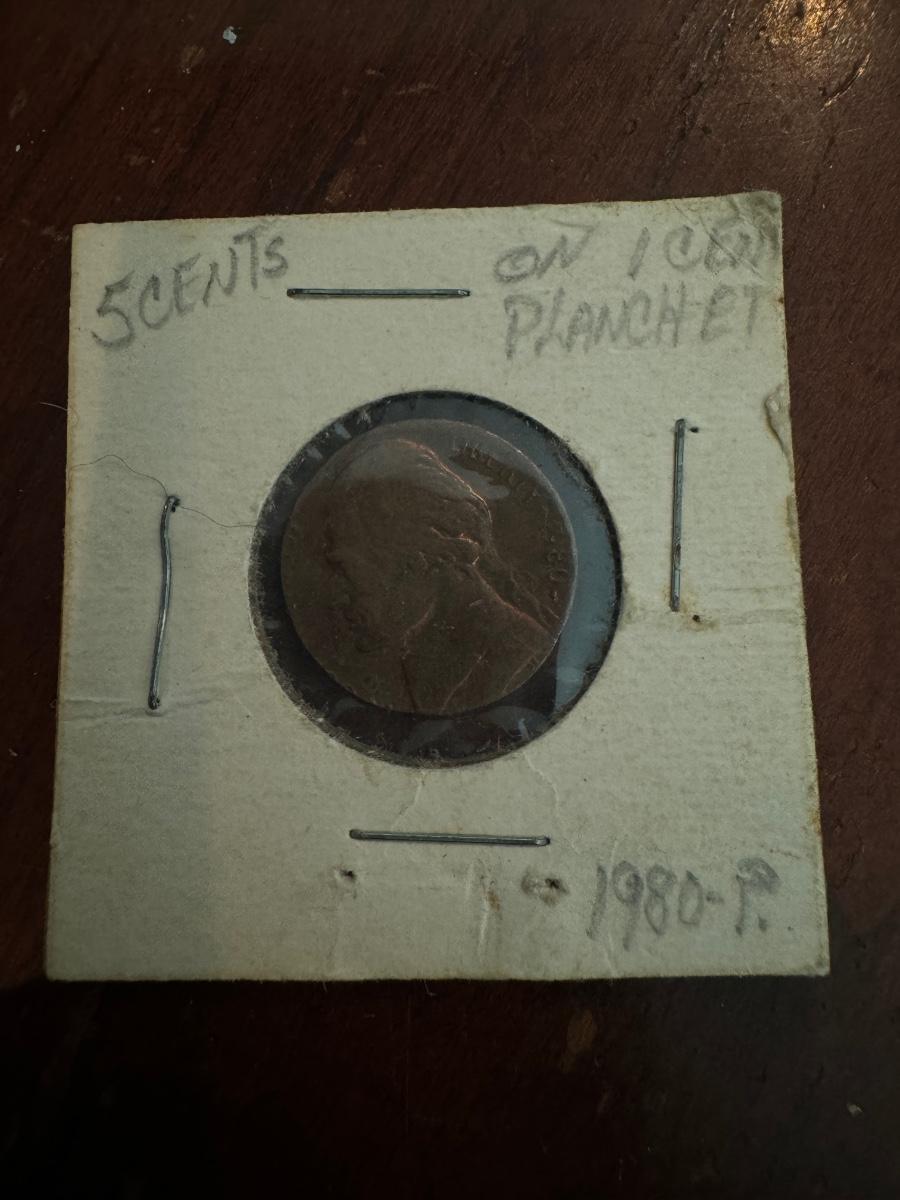 5CENTS
ON 1 CEN
PLANCHET
1980-P.